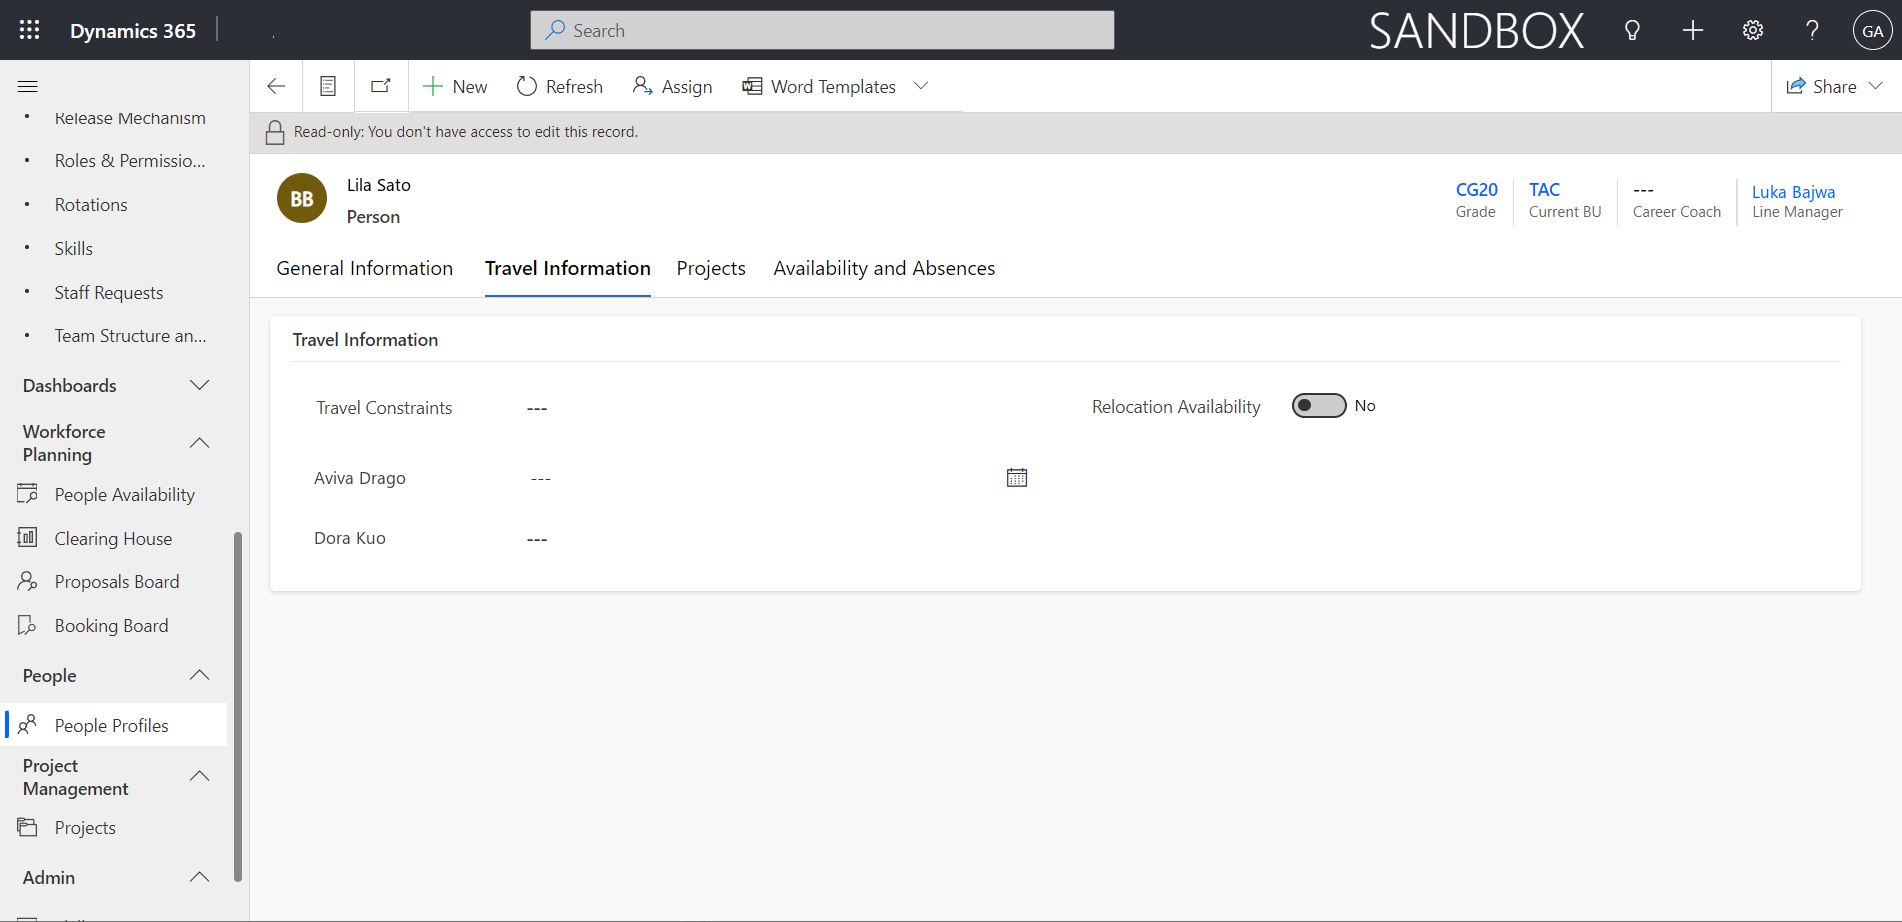 Dynamics 365
Search
SANDBOX
GA
New
Refresh
Assign
Word Templates
Share
Read-only: You don't have access to edit this record.
Release Mechanism
Roles & Permissio...
Rotations
Skills
Staff Requests
Team Structure an...
Dashboards
Workforce
Planning
People Availability
Clearing House
Proposals Board
Booking Board
People
People Profiles
Project
Management
Projects
Admin
BB
Lila Sato
Person
CG20
Grade
TAC
Current BU
---
Career Coach
Luka Bajwa
Line Manager
General Information
Travel Information
Projects
Availability and Absences
Travel Information
Travel Constraints
---
Relocation Availability
No
Aviva Drago
---
Dora Kuo
---